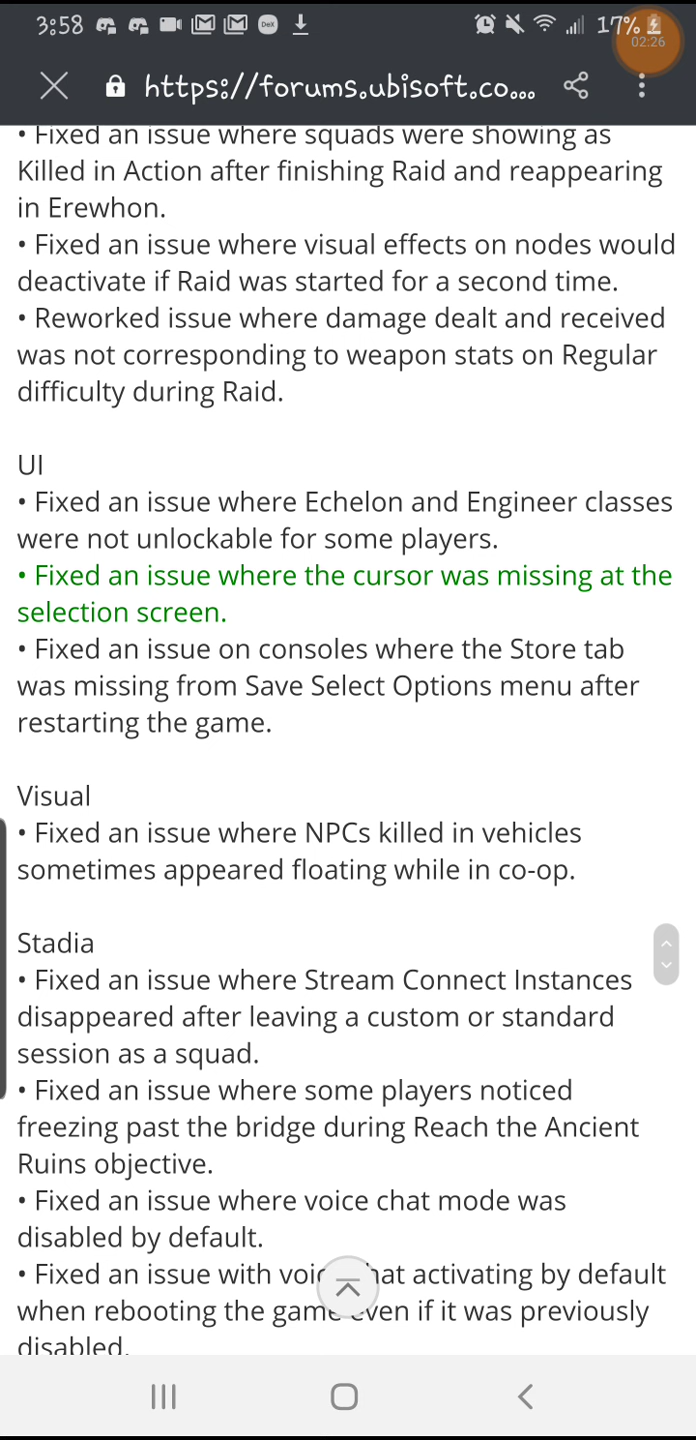 3:58
DeX
17%
02:26
https://forums.ubisoft.co...
• Fixed an issue where squads were showing as
Killed in Action after finishing Raid and reappearing
in Erewhon.
• Fixed an issue where visual effects on nodes would
deactivate if Raid was started for a second time.
• Reworked issue where damage dealt and received
was not corresponding to weapon stats on Regular
difficulty during Raid.
UI
• Fixed an issue where Echelon and Engineer classes
were not unlockable for some players.
• Fixed an issue where the cursor was missing at the
selection screen.
• Fixed an issue on consoles where the Store tab
was missing from Save Select Options menu after
restarting the game.
Visual
• Fixed an issue where NPCs killed in vehicles
sometimes appeared floating while in co-op.
Stadia
• Fixed an issue where Stream Connect Instances
disappeared after leaving a custom or standard
session as a squad.
• Fixed an issue where some players noticed
freezing past the bridge during Reach the Ancient
Ruins objective.
• Fixed an issue where voice chat mode was
disabled by default.
• Fixed an issue with voice chat activating by default
when rebooting the game even if it was previously
disabled.